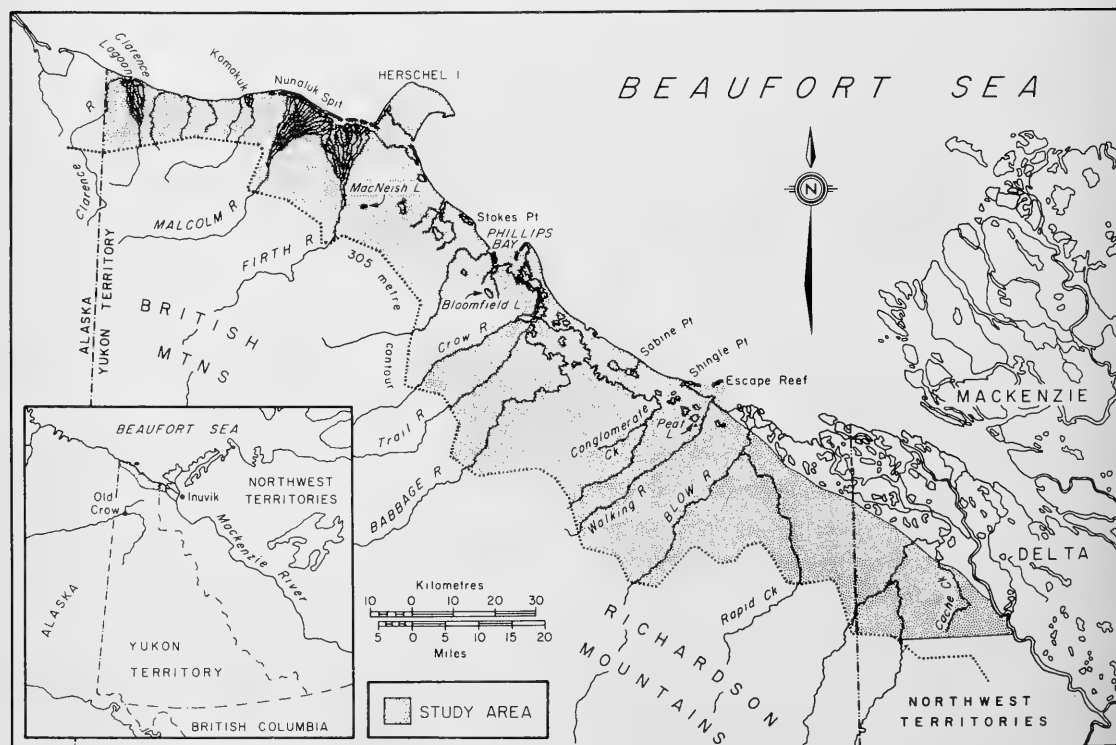 BEAUFORT SEA
Clarence
Lagoon
Komakuk
Nunaluk Spit
HERSCHEL I
N
Clarence R
MALCOLM R
FIRTH R
MacNeish L
Stokes Pt
PHILLIPS
BAY
305 metre
contour
Bloomfield L
ALASKA
YUKON TERRITORY
BRITISH
MTNS
Crow R
Sabine Pt
Shingle Pt
Escape Reef
MACKENZIE
Trail R
Conglomerate
Ck
Peat
L
BABBAGE R
Walking R
BLOW R
DELTA
Cache Ck
Rapid Ck
RICHARDSON
MOUNTAINS
NORTHWEST
TERRITORIES
BEAUFORT SEA
NORTHWEST
TERRITORIES
Inuvik
Old
Crow
Mackenzie
River
ALASKA
YUKON
TERRITORY
BRITISH COLUMBIA
Kilometres
10 0 10 20 30
5 0 5 10 15 20
Miles
STUDY AREA